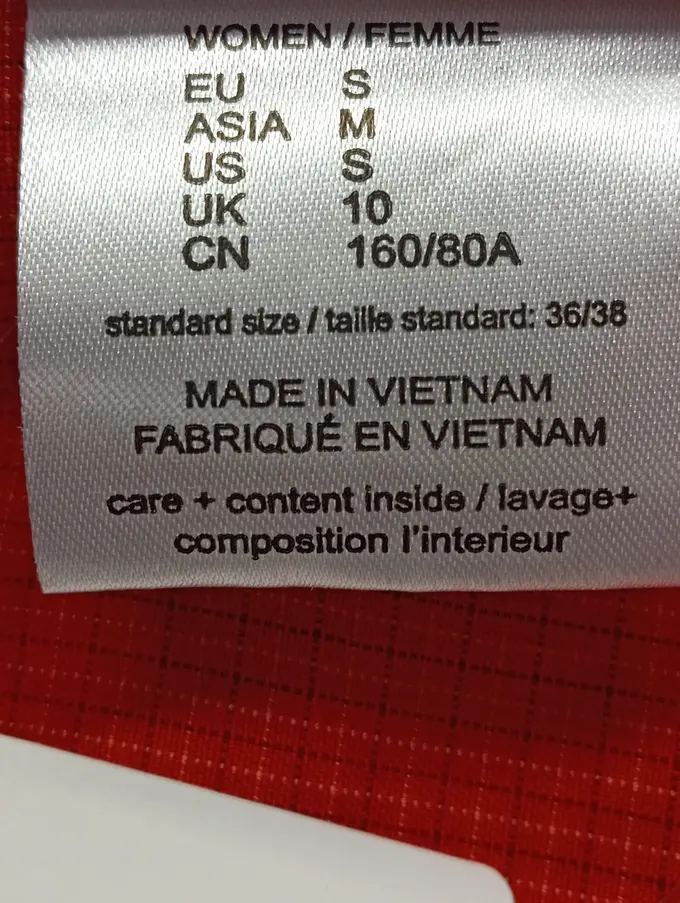 WOMEN / FEMME
EU S
ASIA M
US S
UK 10
CN 160/80A
standard size / taille standard: 36/38
MADE IN VIETNAM
FABRIQUÉ EN VIETNAM
care + content inside / lavage+
composition l'interieur